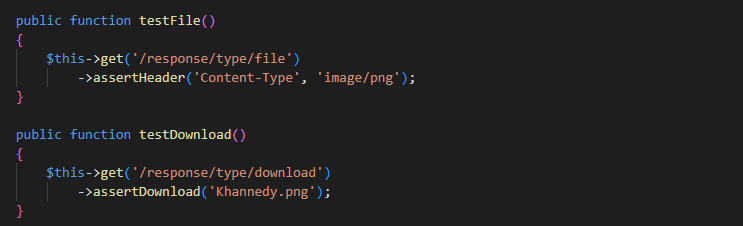 public function testFile()
{
    $this->get('/response/type/file')
        ->assertHeader('Content-Type', 'image/png');
}

public function testDownload()
{
    $this->get('/response/type/download')
        ->assertDownload('Khannedy.png');
}